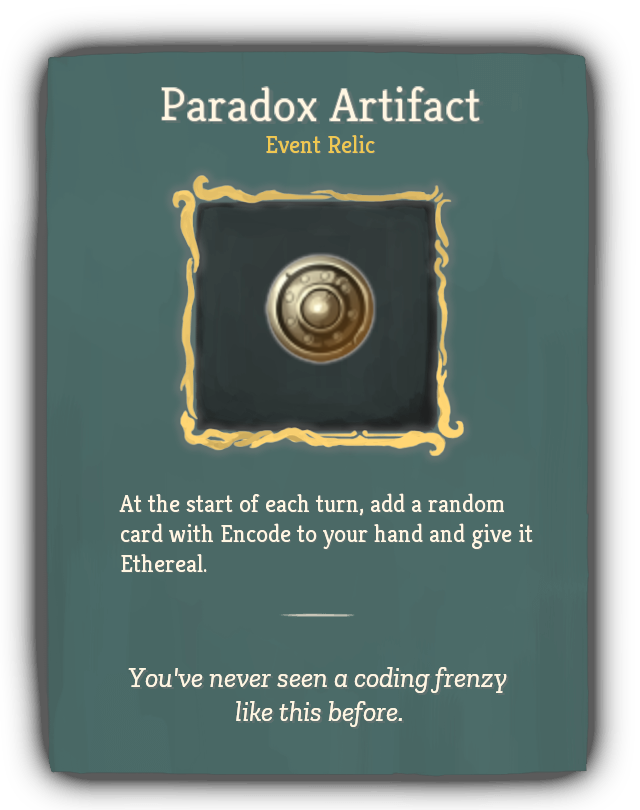 Paradox Artifact
Event Relic
At the start of each turn, add a random
card with Encode to your hand and give it
Ethereal.
You've never seen a coding frenzy
like this before.